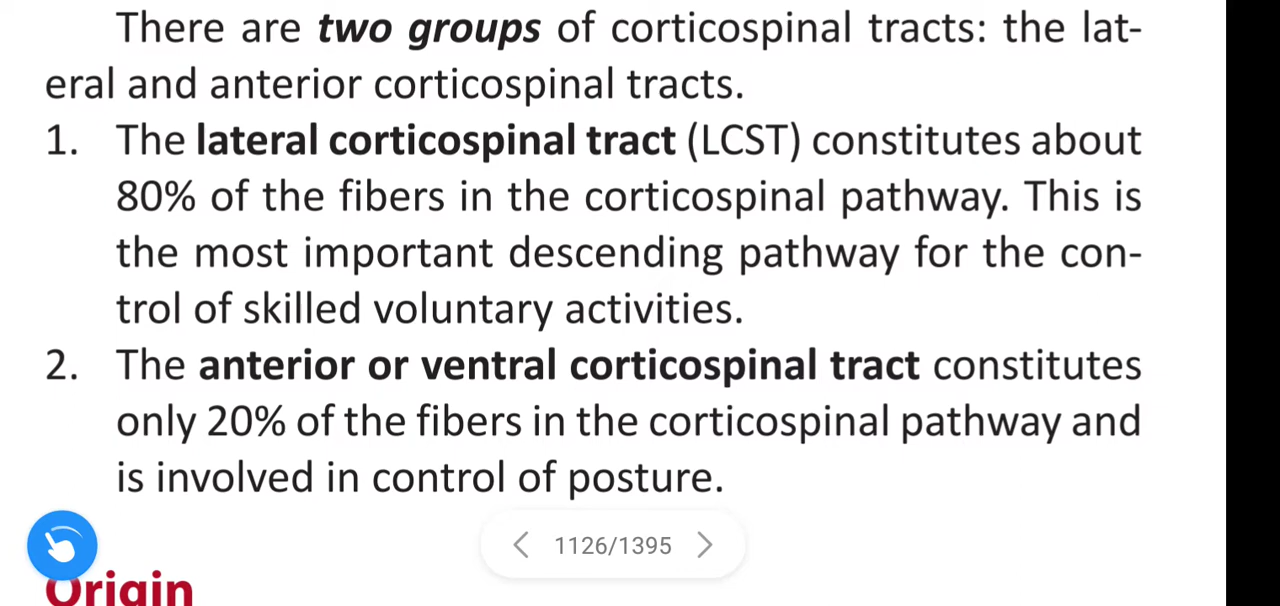 There are two groups of corticospinal tracts: the lat-
eral and anterior corticospinal tracts.
1. The lateral corticospinal tract (LCST) constitutes about
80% of the fibers in the corticospinal pathway. This is
the most important descending pathway for the con-
trol of skilled voluntary activities.
2. The anterior or ventral corticospinal tract constitutes
only 20% of the fibers in the corticospinal pathway and
is involved in control of posture.
1126/1395
Origin